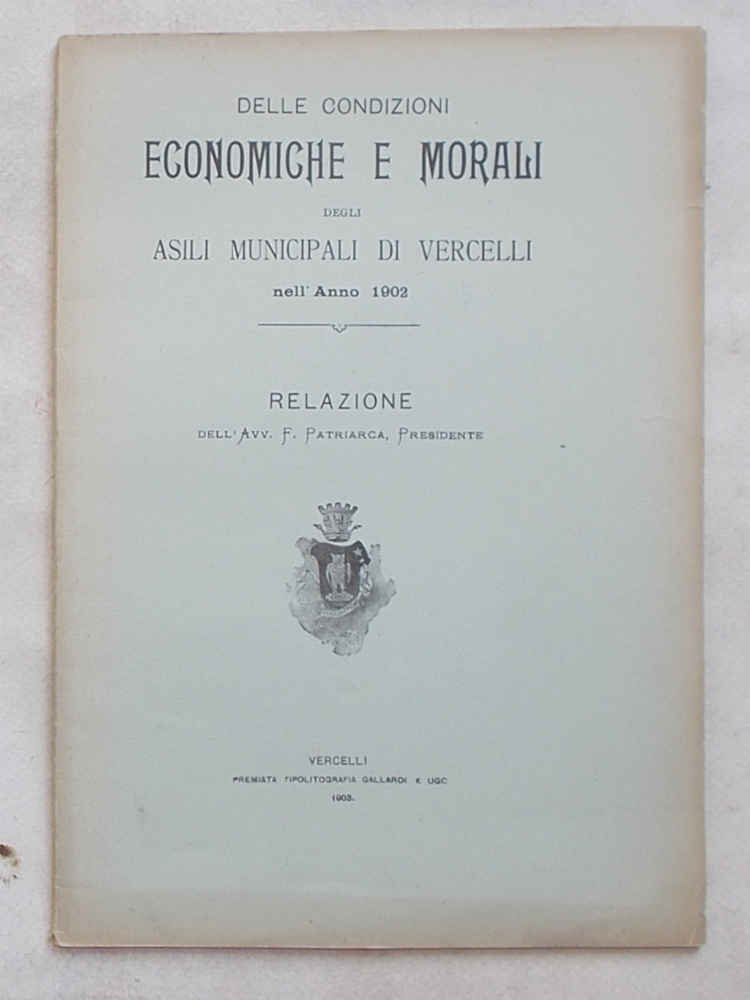 DELLE CONDIZIONI
ECONOMICHE E MORALI
DEGLI
ASILI MUNICIPALI DI VERCELLI
nell'Anno 1902
RELAZIONE
DELL'AVV. F. PATRIARCA, PRESIDENTE
VERCELLI
PREMIATA TIPOLITOGRAFIA GALLARDI E UGO
1903.